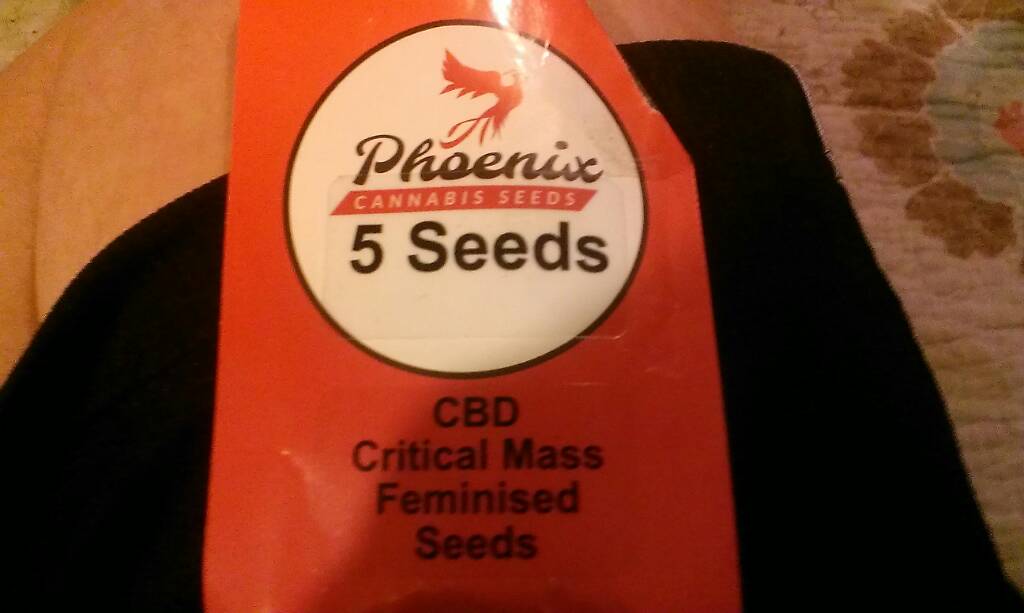 Phoenix
CANNABIS SEEDS
5 Seeds
CBD
Critical Mass
Feminised
Seeds